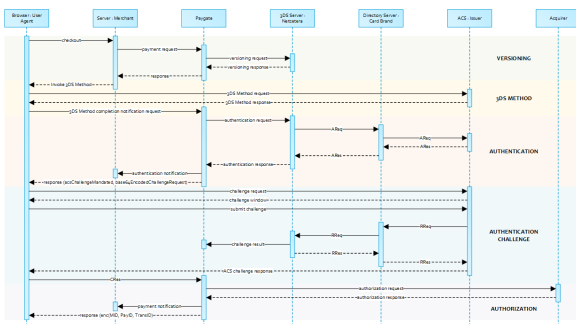 Browser: User Agent
Server: Merchant
Paygate
3DS Server: Netcetera
Directory Server: Card Brand
ACS: Issuer
Acquirer
checkout
payment request
versioning request
versioning response
response
Invoke 3DS Method
VERSIONING
3DS Method request
3DS Method response
3DS METHOD
3DS Method completion notification request
authentication request
AReq
AReq
ARes
ARes
AUTHENTICATION
authentication response
authentication notification
response (acsChallengeMandated, base64EncodedChallengeRequest)
challenge request
challenge window
submit challenge
RReq
RReq
AUTHENTICATION CHALLENGE
challenge result
RRes
RRes
ACS challenge response
CRes
authorization request
authorization response
payment notification
AUTHORIZATION
response (encMID, PayID, TransID)